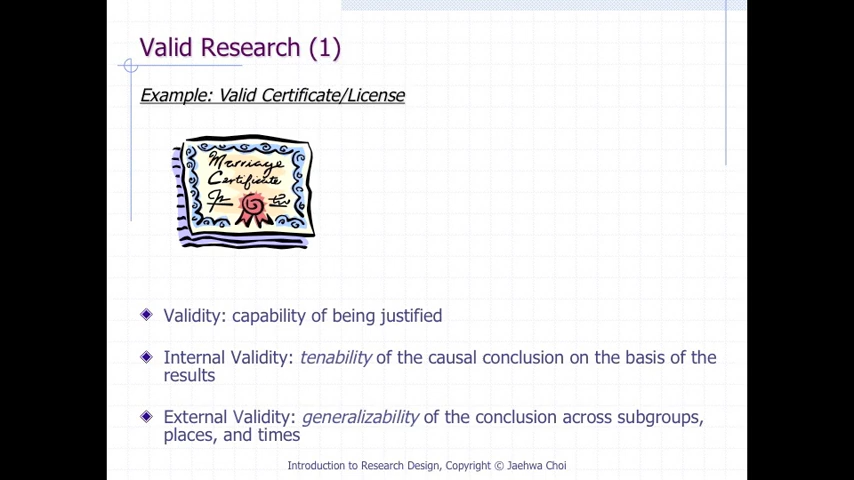 Valid Research (1)
Example: Valid Certificate/License
Marriage
Certificate
Validity: capability of being justified
Internal Validity: tenability of the causal conclusion on the basis of the
results
External Validity: generalizability of the conclusion across subgroups,
places, and times
Introduction to Research Design, Copyright © Jaehwa Choi